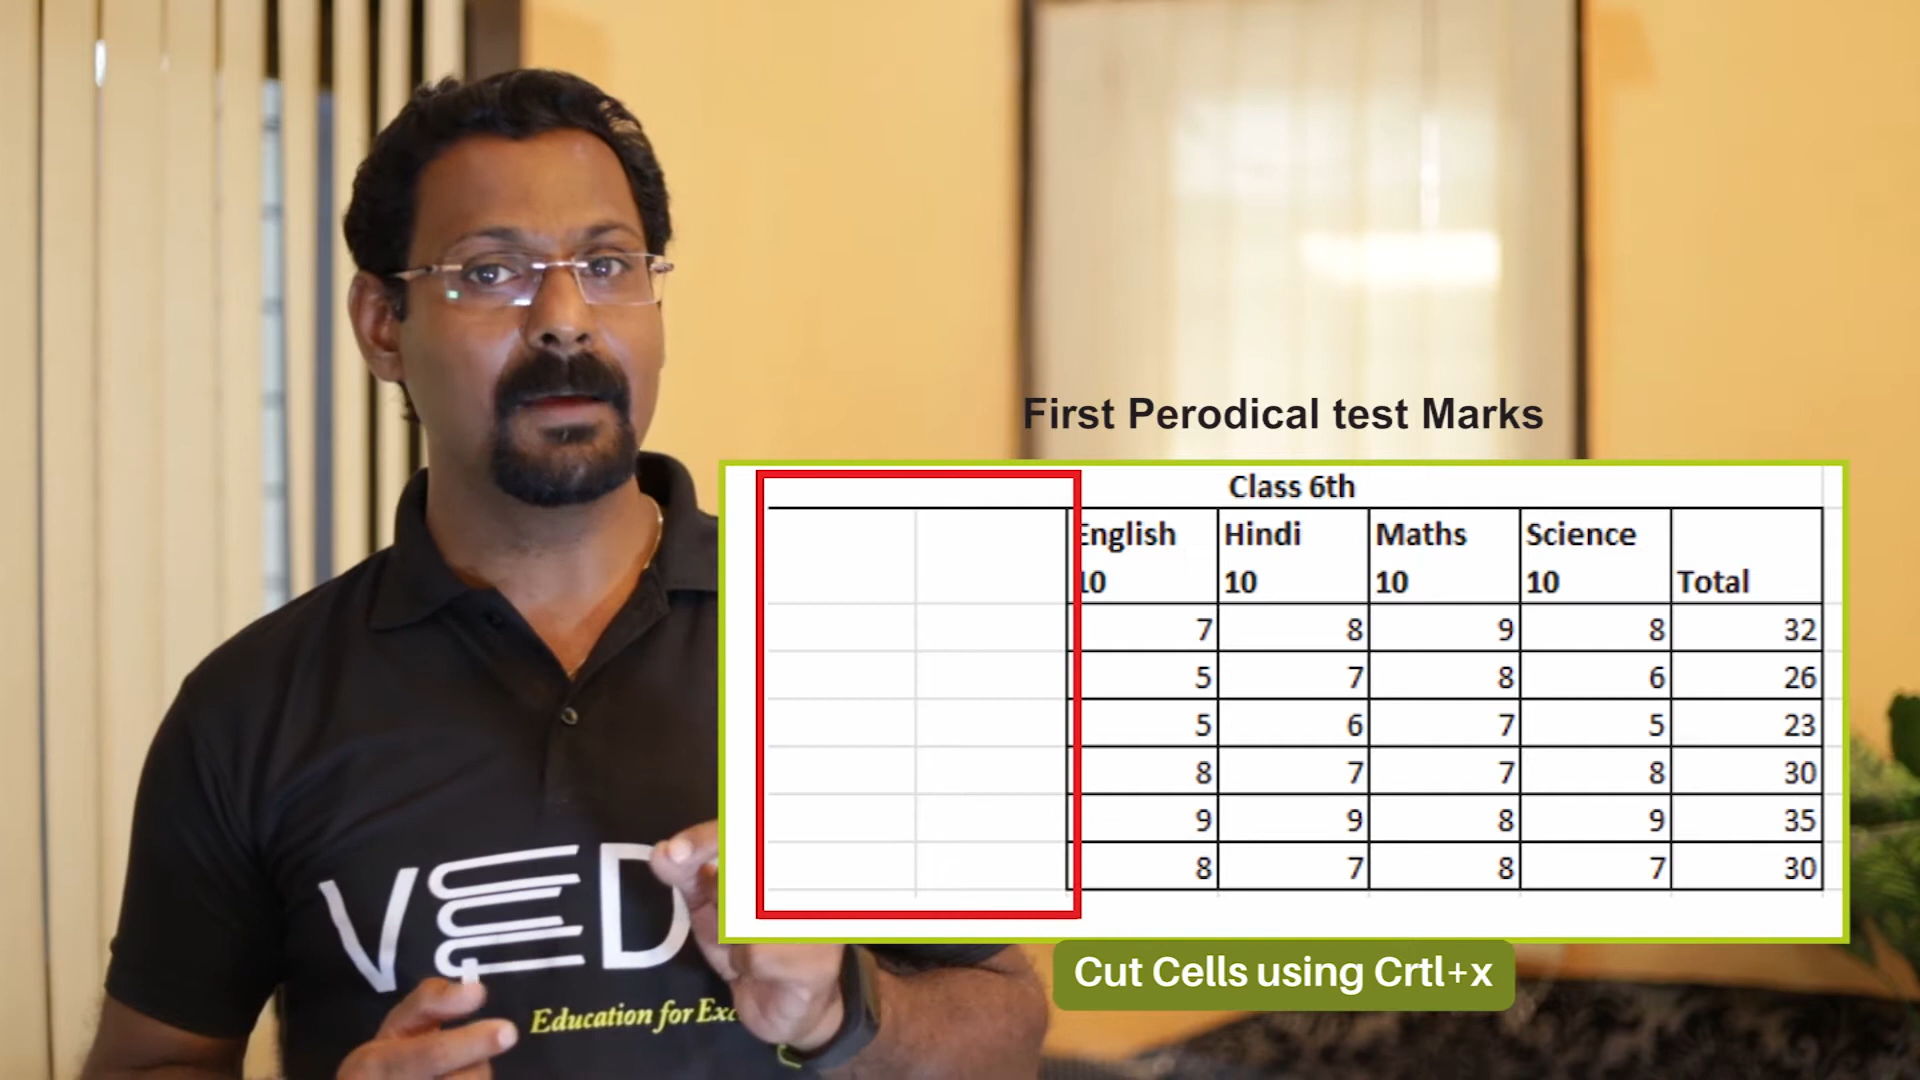 First Perodical test Marks
Class 6th
English 10 Hindi 10 Maths 10 Science 10 Total
7 8 9 8 32
5 7 8 6 26
5 6 7 5 23
8 7 7 8 30
9 9 8 9 35
8 7 8 7 30
Cut Cells using Crtl+x
VED
Education for